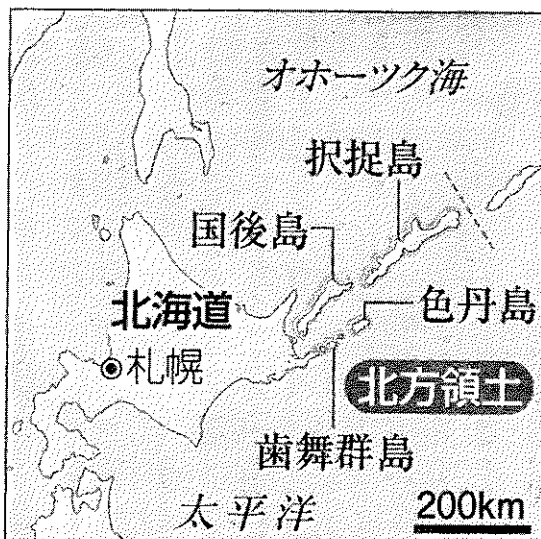 オホーツク海
択捉島
国後島
北海道
色丹島
札幌
北方領土
歯舞群島
太平洋
200km